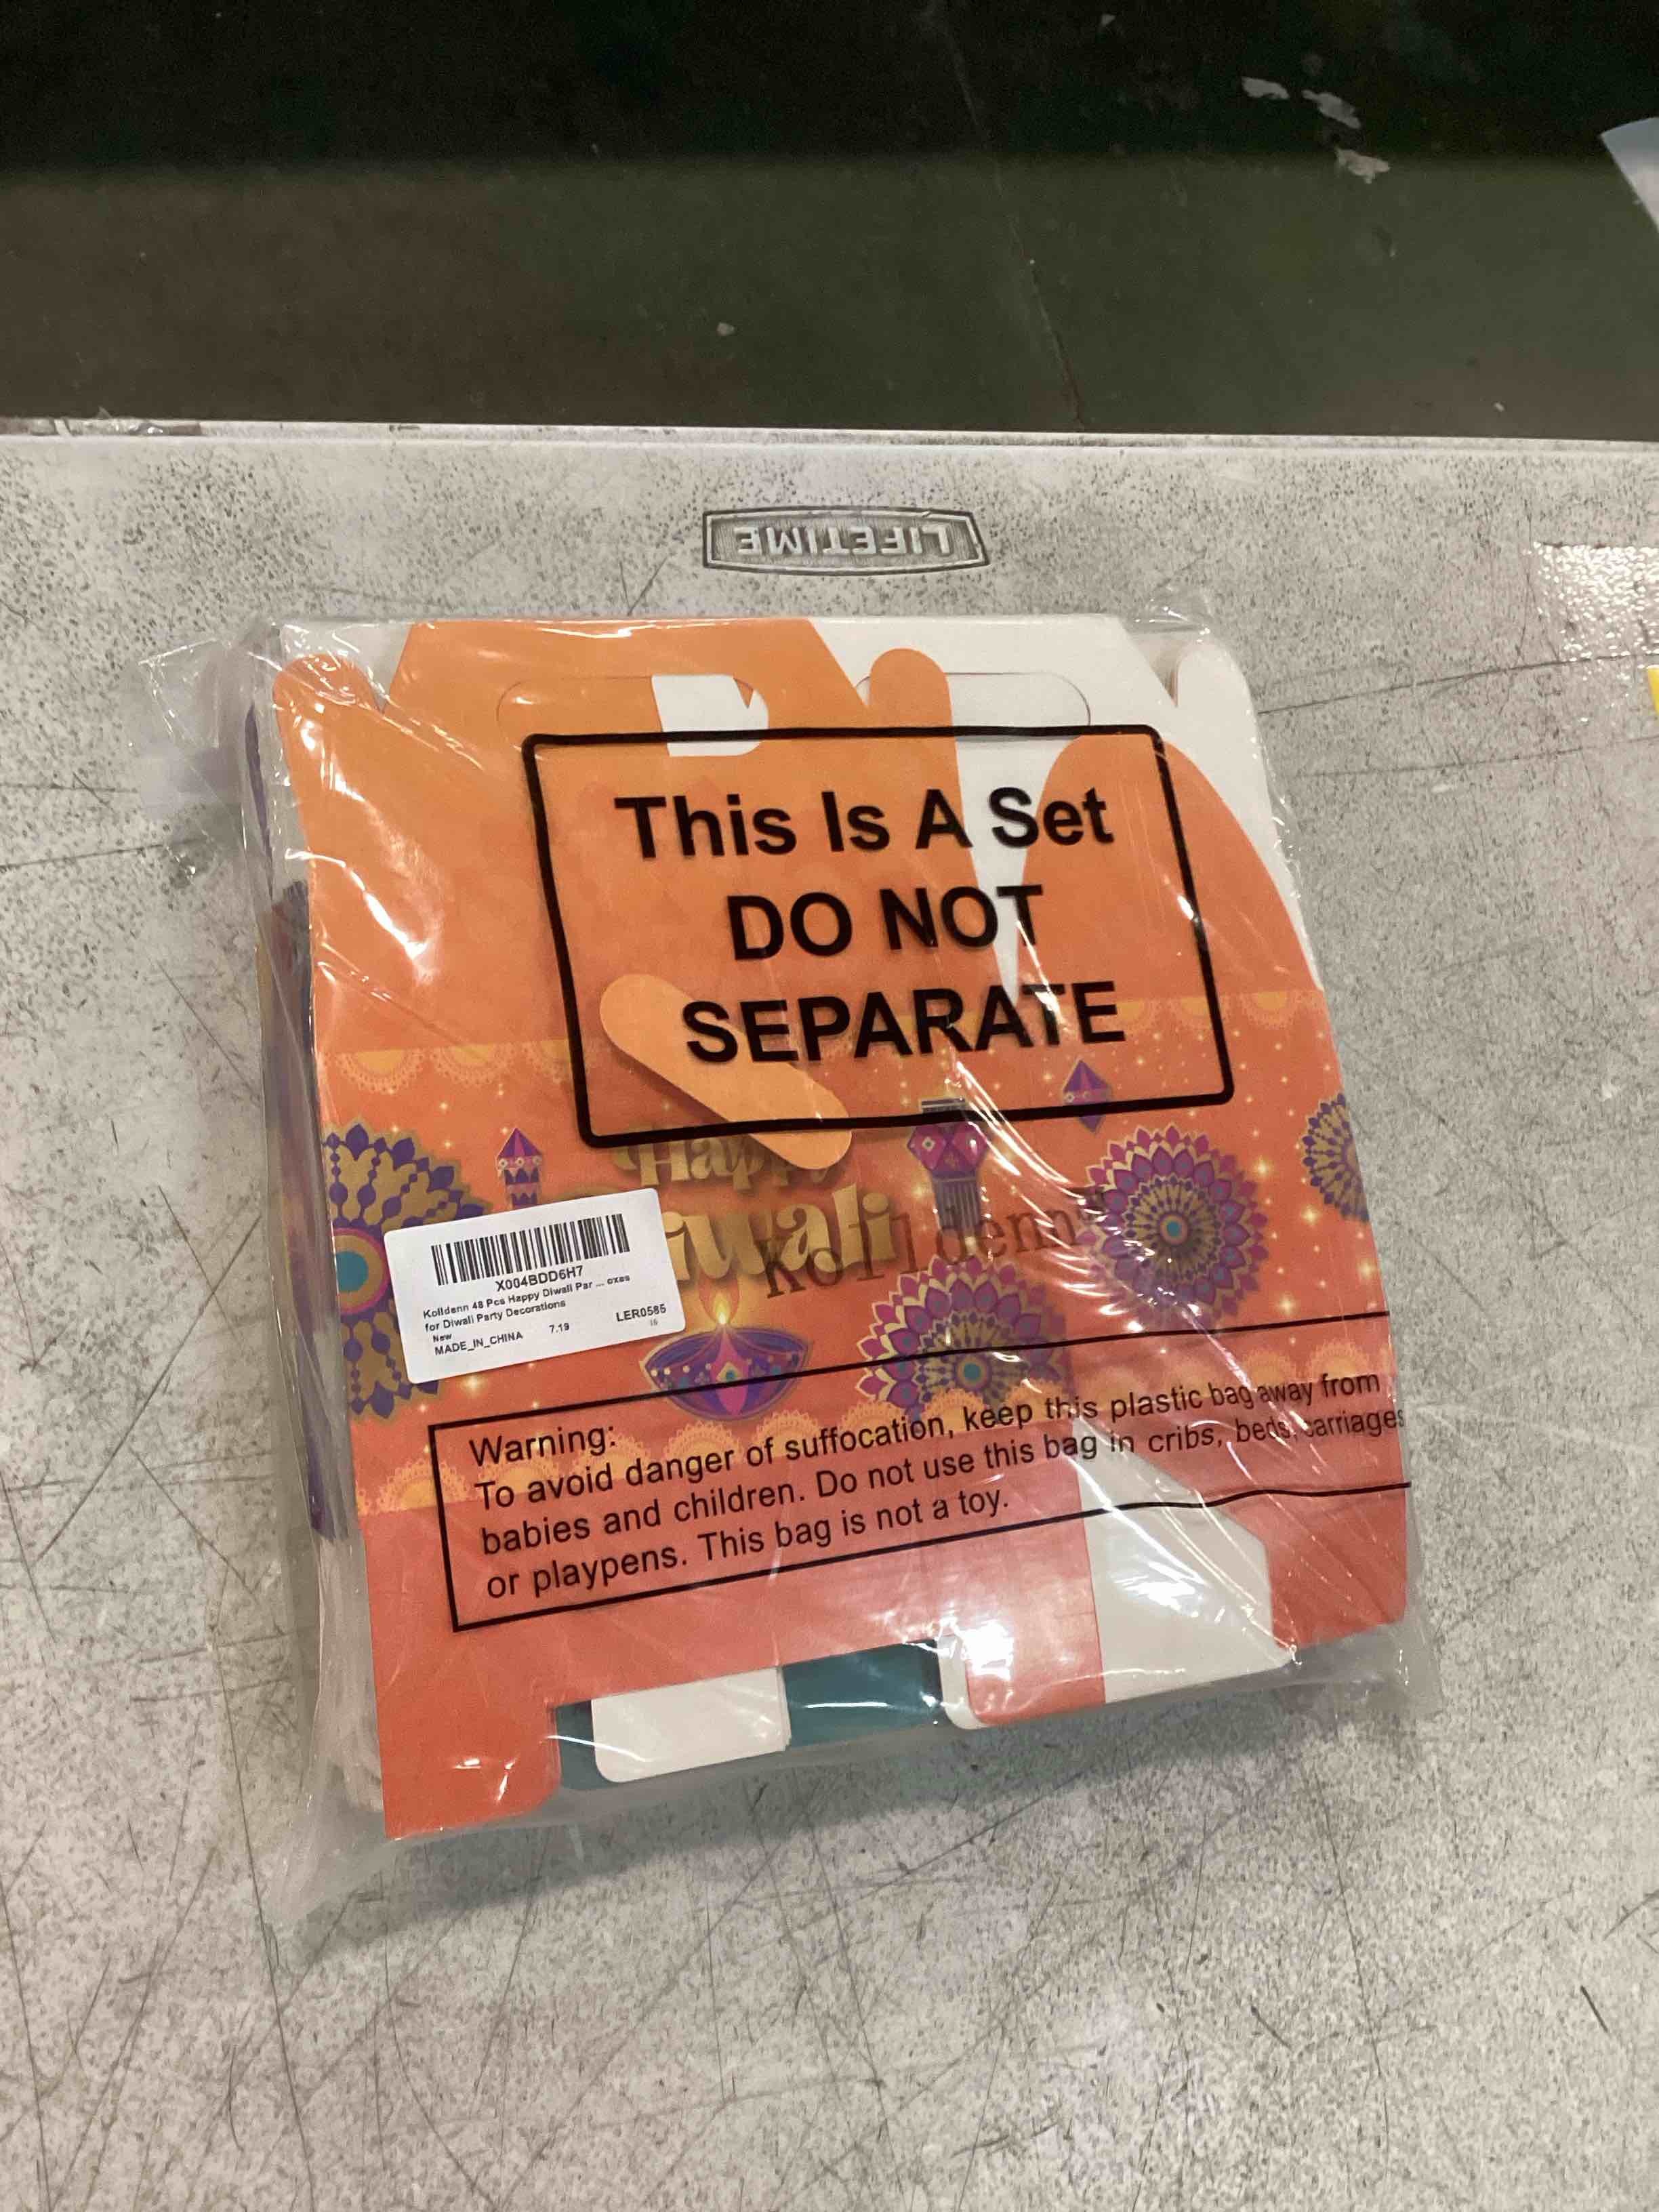 LIFETIME
This Is A Set
DO NOT
SEPARATE
Happy
Diwali
Kolldenn™
X004BDD6H7
Kolldenn 48 Pcs Happy Diwali Par ... oxes
for Diwali Party Decorations
New
MADE_IN_CHINA 7.19 LER0585
16
Warning:
To avoid danger of suffocation, keep this plastic bag away from
babies and children. Do not use this bag in cribs, beds, carriages
or playpens. This bag is not a toy.